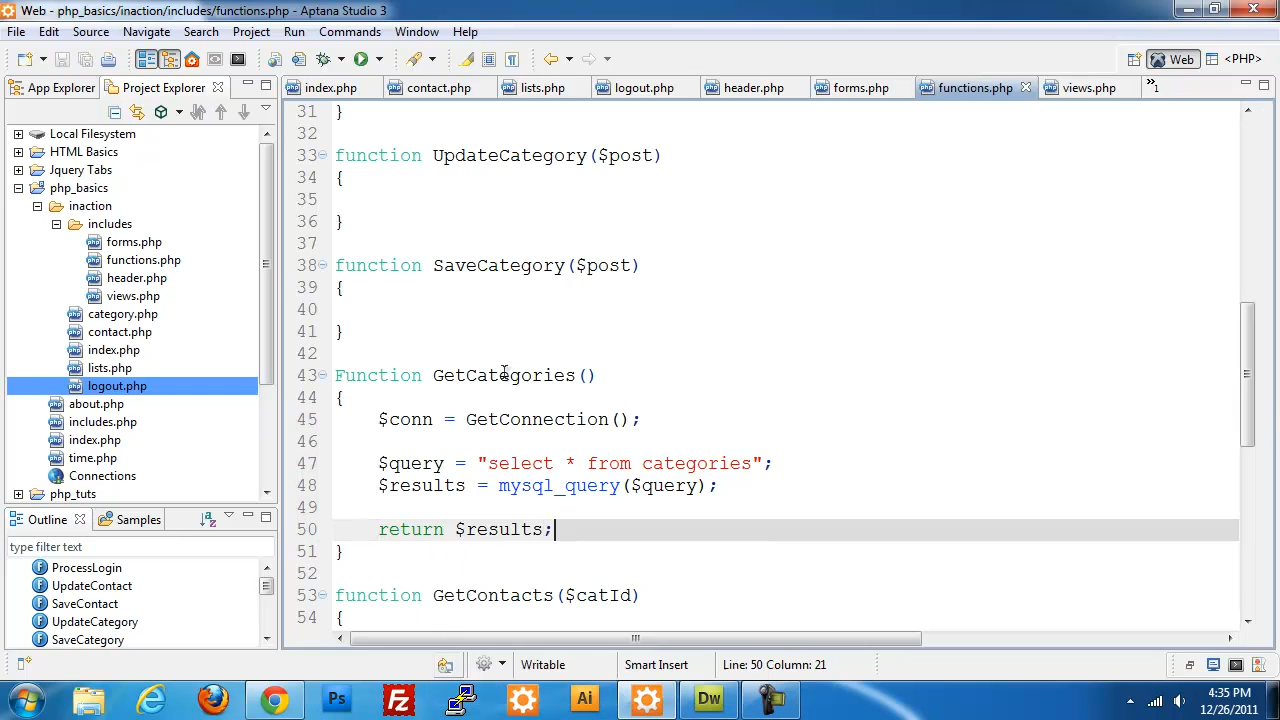 Web - php_basics/inaction/includes/functions.php - Aptana Studio 3
File Edit Source Navigate Search Project Run Commands Window Help
Web <PHP>
App Explorer Project Explorer
index.php contact.php lists.php logout.php header.php forms.php functions.php views.php »1
Local Filesystem
HTML Basics
Jquery Tabs
php_basics
inaction
includes
forms.php
functions.php
header.php
views.php
category.php
contact.php
index.php
lists.php
logout.php
about.php
includes.php
index.php
time.php
Connections
php_tuts
31 }
32
33 function UpdateCategory($post)
34 {
35
36 }
37
38 function SaveCategory($post)
39 {
40
41 }
42
43 Function GetCategories()
44 {
45 $conn = GetConnection();
46
47 $query = "select * from categories";
48 $results = mysql_query($query);
49
50 return $results;
51 }
52
53 function GetContacts($catId)
54 {
Outline Samples
type filter text
ProcessLogin
UpdateContact
SaveContact
UpdateCategory
SaveCategory
Writable Smart Insert Line: 50 Column: 21
Ps Fz Ai Dw
4:35 PM
12/26/2011